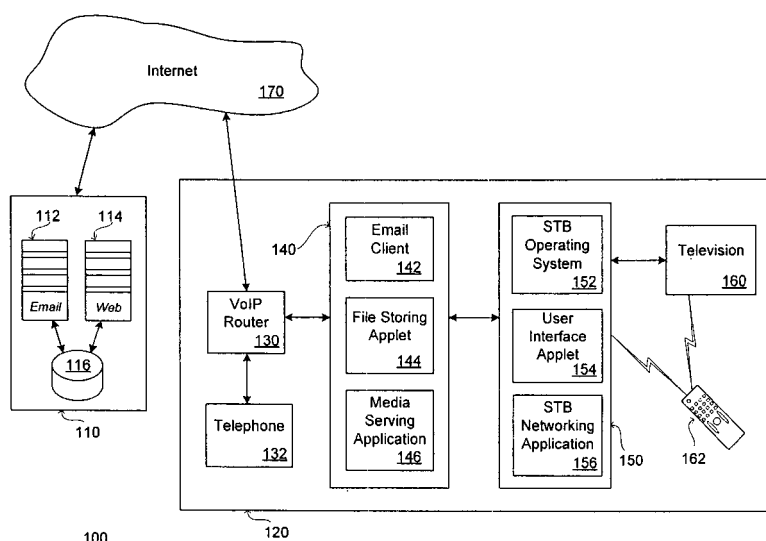 Internet
170
112
114
Email
Web
116
110
VoIP
Router
130
Telephone
132
140
Email
Client
142
File Storing
Applet
144
Media
Serving
Application
146
STB
Operating
System
152
User
Interface
Applet
154
STB
Networking
Application
156
150
Television
160
162
120
100